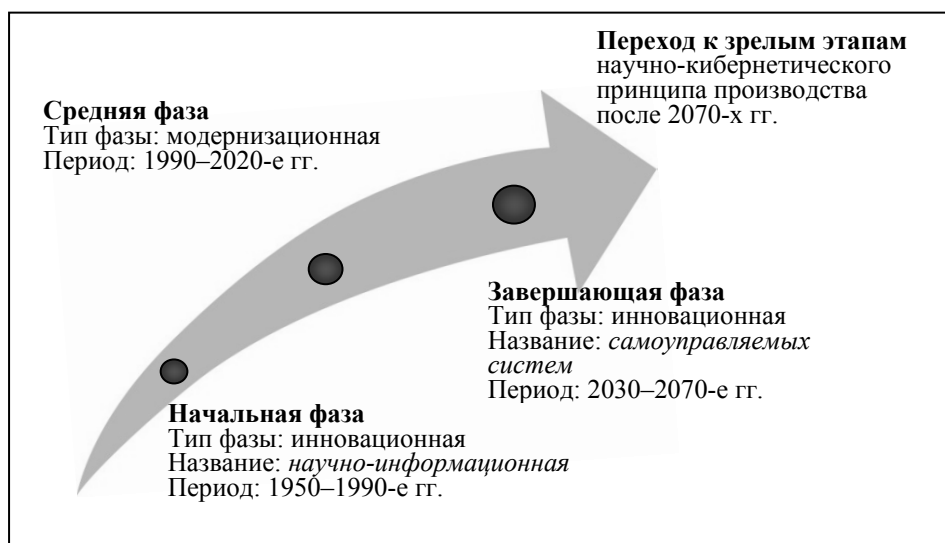 Переход к зрелым этапам
научно-кибернетического
принципа производства
после 2070-х гг.
Средняя фаза
Тип фазы: модернизационная
Период: 1990–2020-е гг.
Завершающая фаза
Тип фазы: инновационная
Название: самоуправляемых
систем
Период: 2030–2070-е гг.
Начальная фаза
Тип фазы: инновационная
Название: научно-информационная
Период: 1950–1990-е гг.